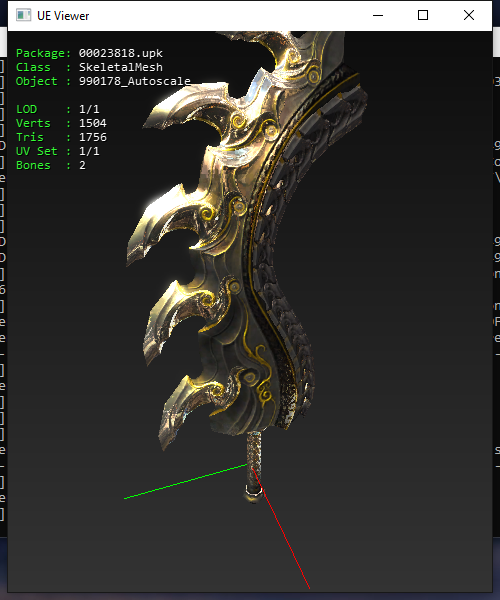 UE Viewer
Package: 00023818.upk
Class  : SkeletalMesh
Object : 990178_Autoscale
LOD    : 1/1
Verts  : 1504
Tris   : 1756
UV Set : 1/1
Bones  : 2